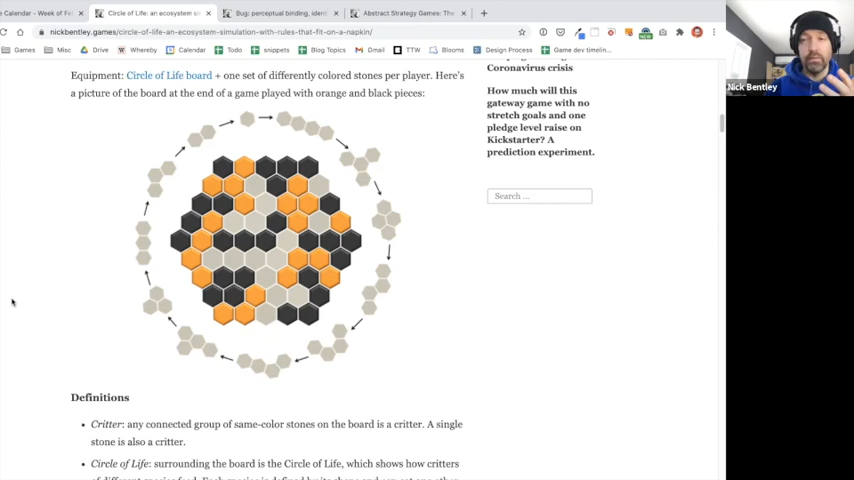 e Calendar – Week of Fe
Circle of Life: an ecosystem si
Bug: perceptual binding, ident
Abstract Strategy Games: The
nickbentley.games/circle-of-life-an-ecosystem-simulation-with-rules-that-fit-on-a-napkin/
Games
Misc
Drive
Whereby
Calendar
Todo
snippets
Blog Topics
Gmail
TTW
Blooms
Design Process
Game dev timelin...
Equipment: Circle of Life board + one set of differently colored stones per player. Here's
a picture of the board at the end of a game played with orange and black pieces:
Definitions
Critter: any connected group of same-color stones on the board is a critter. A single
stone is also a critter.
Circle of Life: surrounding the board is the Circle of Life, which shows how critters
Coronavirus crisis
How much will this
gateway game with no
stretch goals and one
pledge level raise on
Kickstarter? A
prediction experiment.
Search ...
Nick Bentley